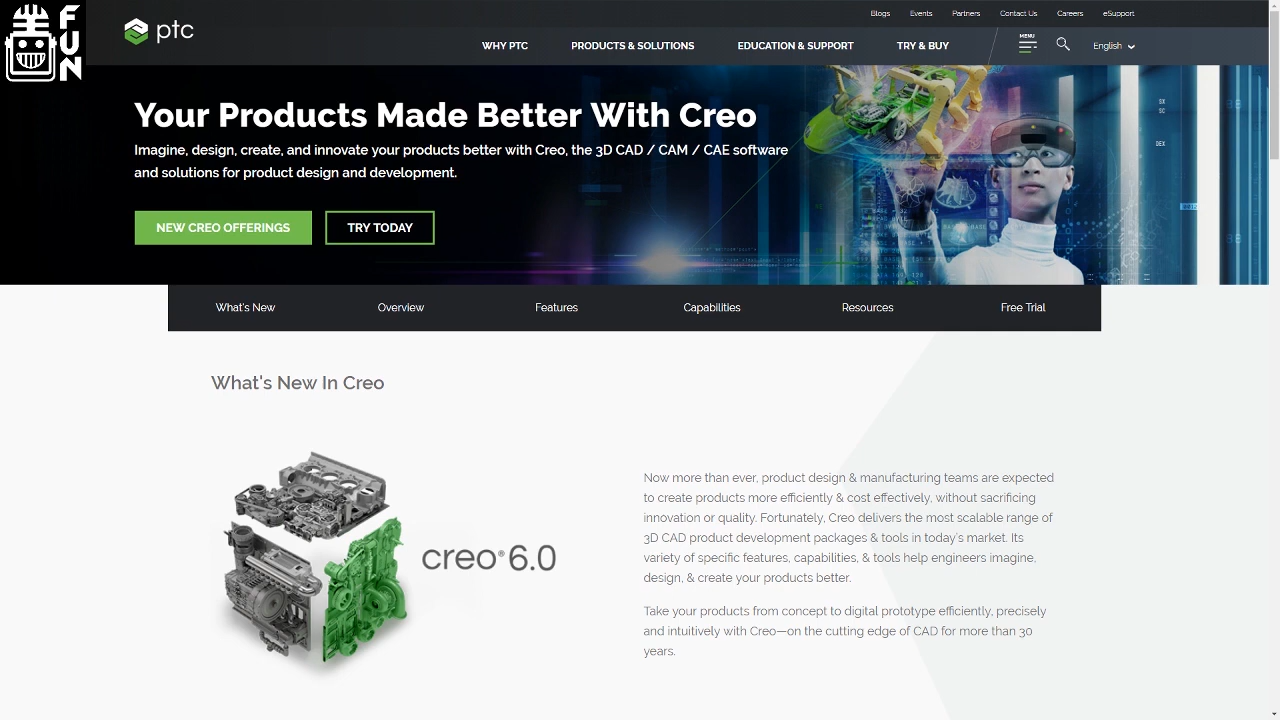 FUN
ptc
Blogs Events Partners Contact Us Careers eSupport
WHY PTC PRODUCTS & SOLUTIONS EDUCATION & SUPPORT TRY & BUY MENU English
Your Products Made Better With Creo
Imagine, design, create, and innovate your products better with Creo, the 3D CAD / CAM / CAE software
and solutions for product design and development.
NEW CREO OFFERINGS TRY TODAY
SX
SC
DEX
What's New Overview Features Capabilities Resources Free Trial
What's New In Creo
creo® 6.0
Now more than ever, product design & manufacturing teams are expected
to create products more efficiently & cost effectively, without sacrificing
innovation or quality. Fortunately, Creo delivers the most scalable range of
3D CAD product development packages & tools in today's market. Its
variety of specific features, capabilities, & tools help engineers imagine,
design, & create your products better.
Take your products from concept to digital prototype efficiently, precisely
and intuitively with Creo—on the cutting edge of CAD for more than 30
years.